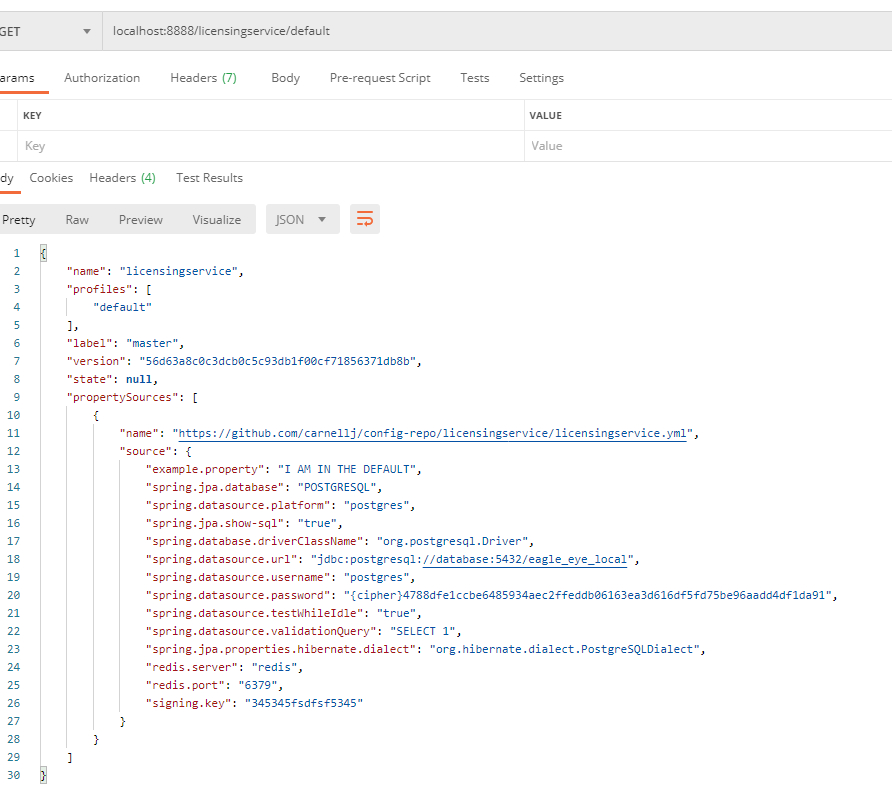 GET localhost:8888/licensingservice/default
arams Authorization Headers (7) Body Pre-request Script Tests Settings
KEY VALUE
Key Value
dy Cookies Headers (4) Test Results
Pretty Raw Preview Visualize JSON
1 {
2 "name": "licensingservice",
3 "profiles": [
4 "default"
5 ],
6 "label": "master",
7 "version": "56d63a8c0c3dcb0c5c93db1f00cf71856371db8b",
8 "state": null,
9 "propertySources": [
10 {
11 "name": "https://github.com/carnellj/config-repo/licensingservice/licensingservice.yml",
12 "source": {
13 "example.property": "I AM IN THE DEFAULT",
14 "spring.jpa.database": "POSTGRESQL",
15 "spring.datasource.platform": "postgres",
16 "spring.jpa.show-sql": "true",
17 "spring.database.driverClassName": "org.postgresql.Driver",
18 "spring.datasource.url": "jdbc:postgresql://database:5432/eagle_eye_local",
19 "spring.datasource.username": "postgres",
20 "spring.datasource.password": "{cipher}4788dfe1ccbe6485934aec2ffeddb06163ea3d616df5fd75be96aadd4df1da91",
21 "spring.datasource.testWhileIdle": "true",
22 "spring.datasource.validationQuery": "SELECT 1",
23 "spring.jpa.properties.hibernate.dialect": "org.hibernate.dialect.PostgreSQLDialect",
24 "redis.server": "redis",
25 "redis.port": "6379",
26 "signing.key": "345345fsdfsf5345"
27 }
28 }
29 ]
30 }